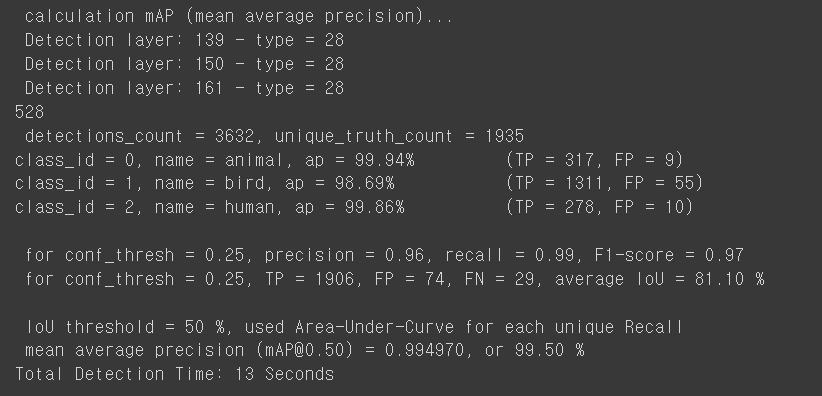 calculation mAP (mean average precision)...
Detection layer: 139 - type = 28
Detection layer: 150 - type = 28
Detection layer: 161 - type = 28
528
detections_count = 3632, unique_truth_count = 1935
class_id = 0, name = animal, ap = 99.94% (TP = 317, FP = 9)
class_id = 1, name = bird, ap = 98.69% (TP = 1311, FP = 55)
class_id = 2, name = human, ap = 99.86% (TP = 278, FP = 10)
for conf_thresh = 0.25, precision = 0.96, recall = 0.99, F1-score = 0.97
for conf_thresh = 0.25, TP = 1906, FP = 74, FN = 29, average IoU = 81.10 %
IoU threshold = 50 %, used Area-Under-Curve for each unique Recall
mean average precision (mAP@0.50) = 0.994970, or 99.50 %
Total Detection Time: 13 Seconds